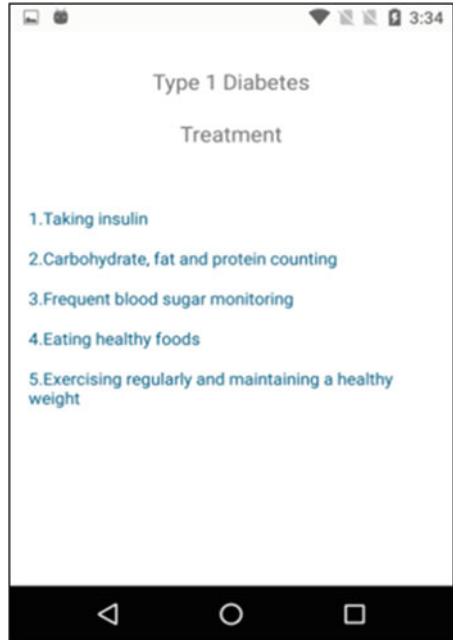 3:34
Type 1 Diabetes
Treatment
1.Taking insulin
2.Carbohydrate, fat and protein counting
3.Frequent blood sugar monitoring
4.Eating healthy foods
5.Exercising regularly and maintaining a healthy
weight